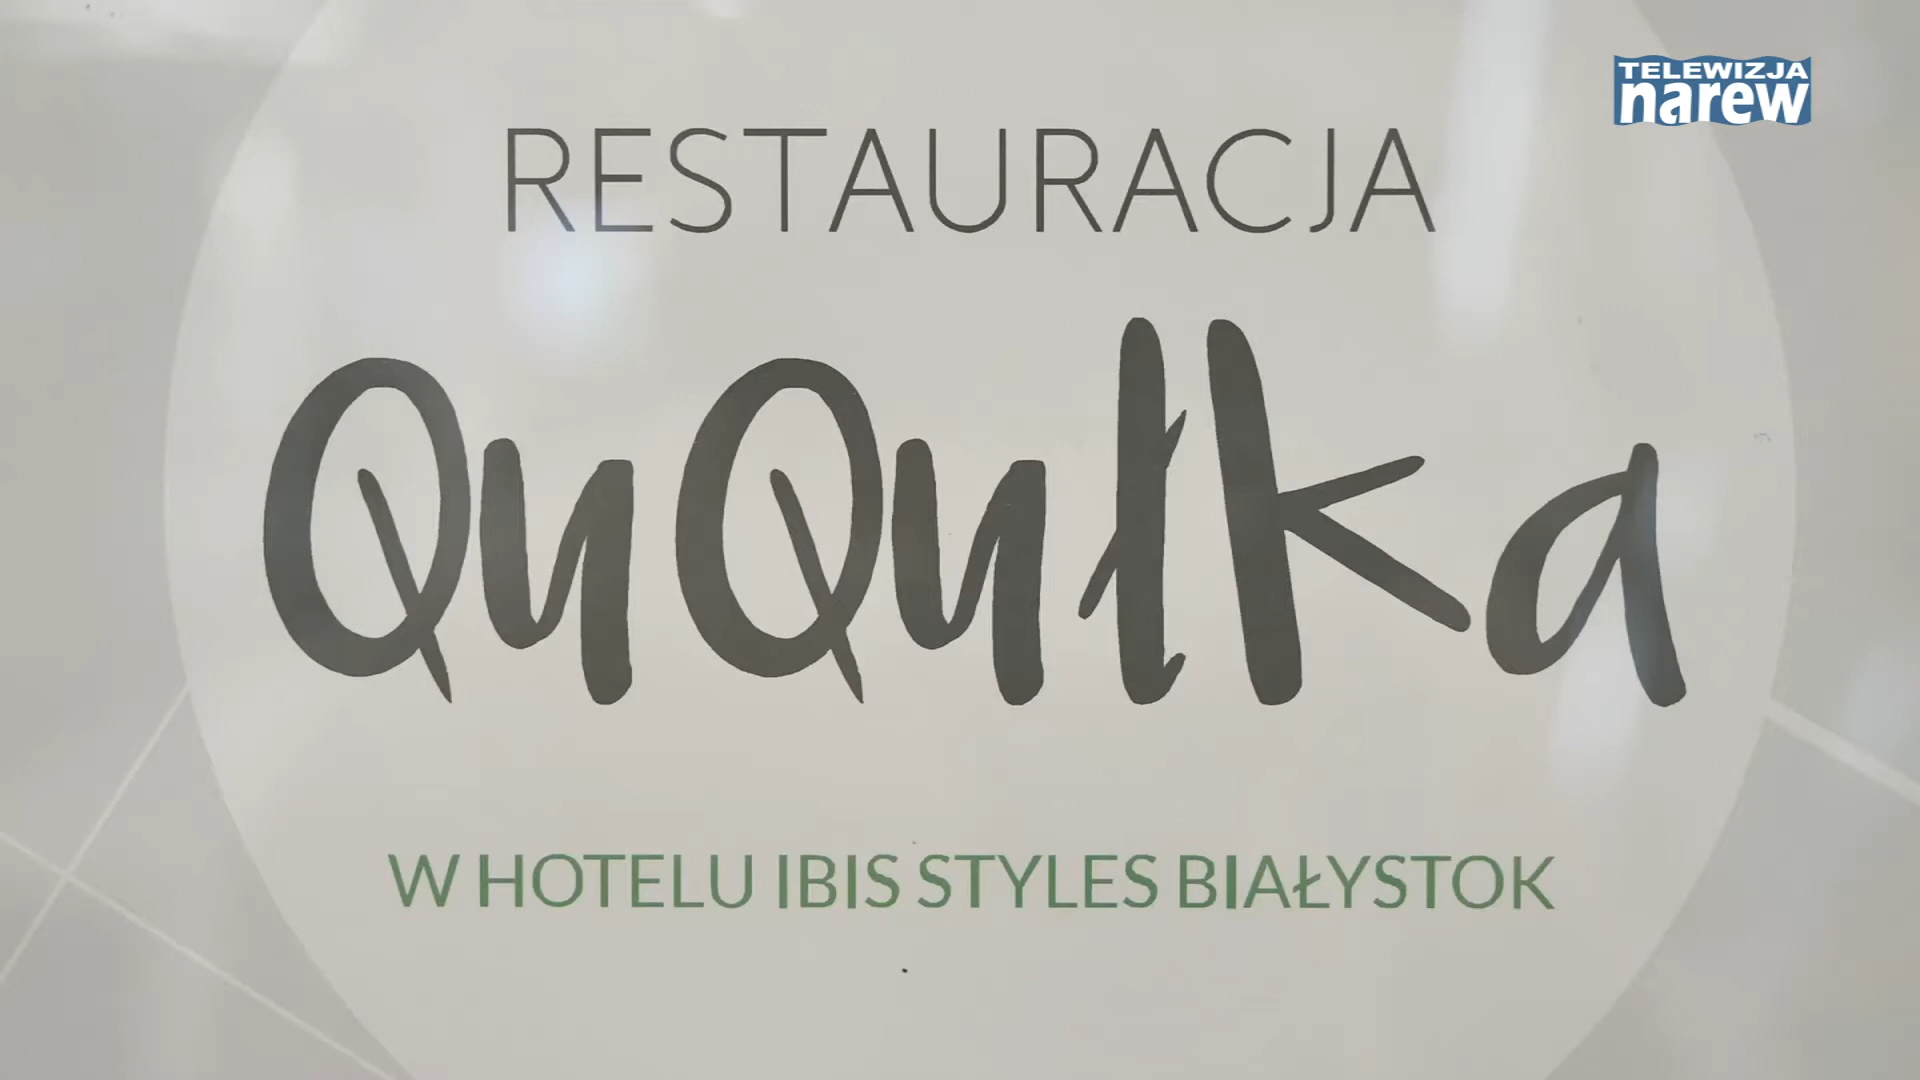 TELEWIZJA
narew
RESTAURACJA
QuQułka
W HOTELU IBIS STYLES BIAŁYSTOK